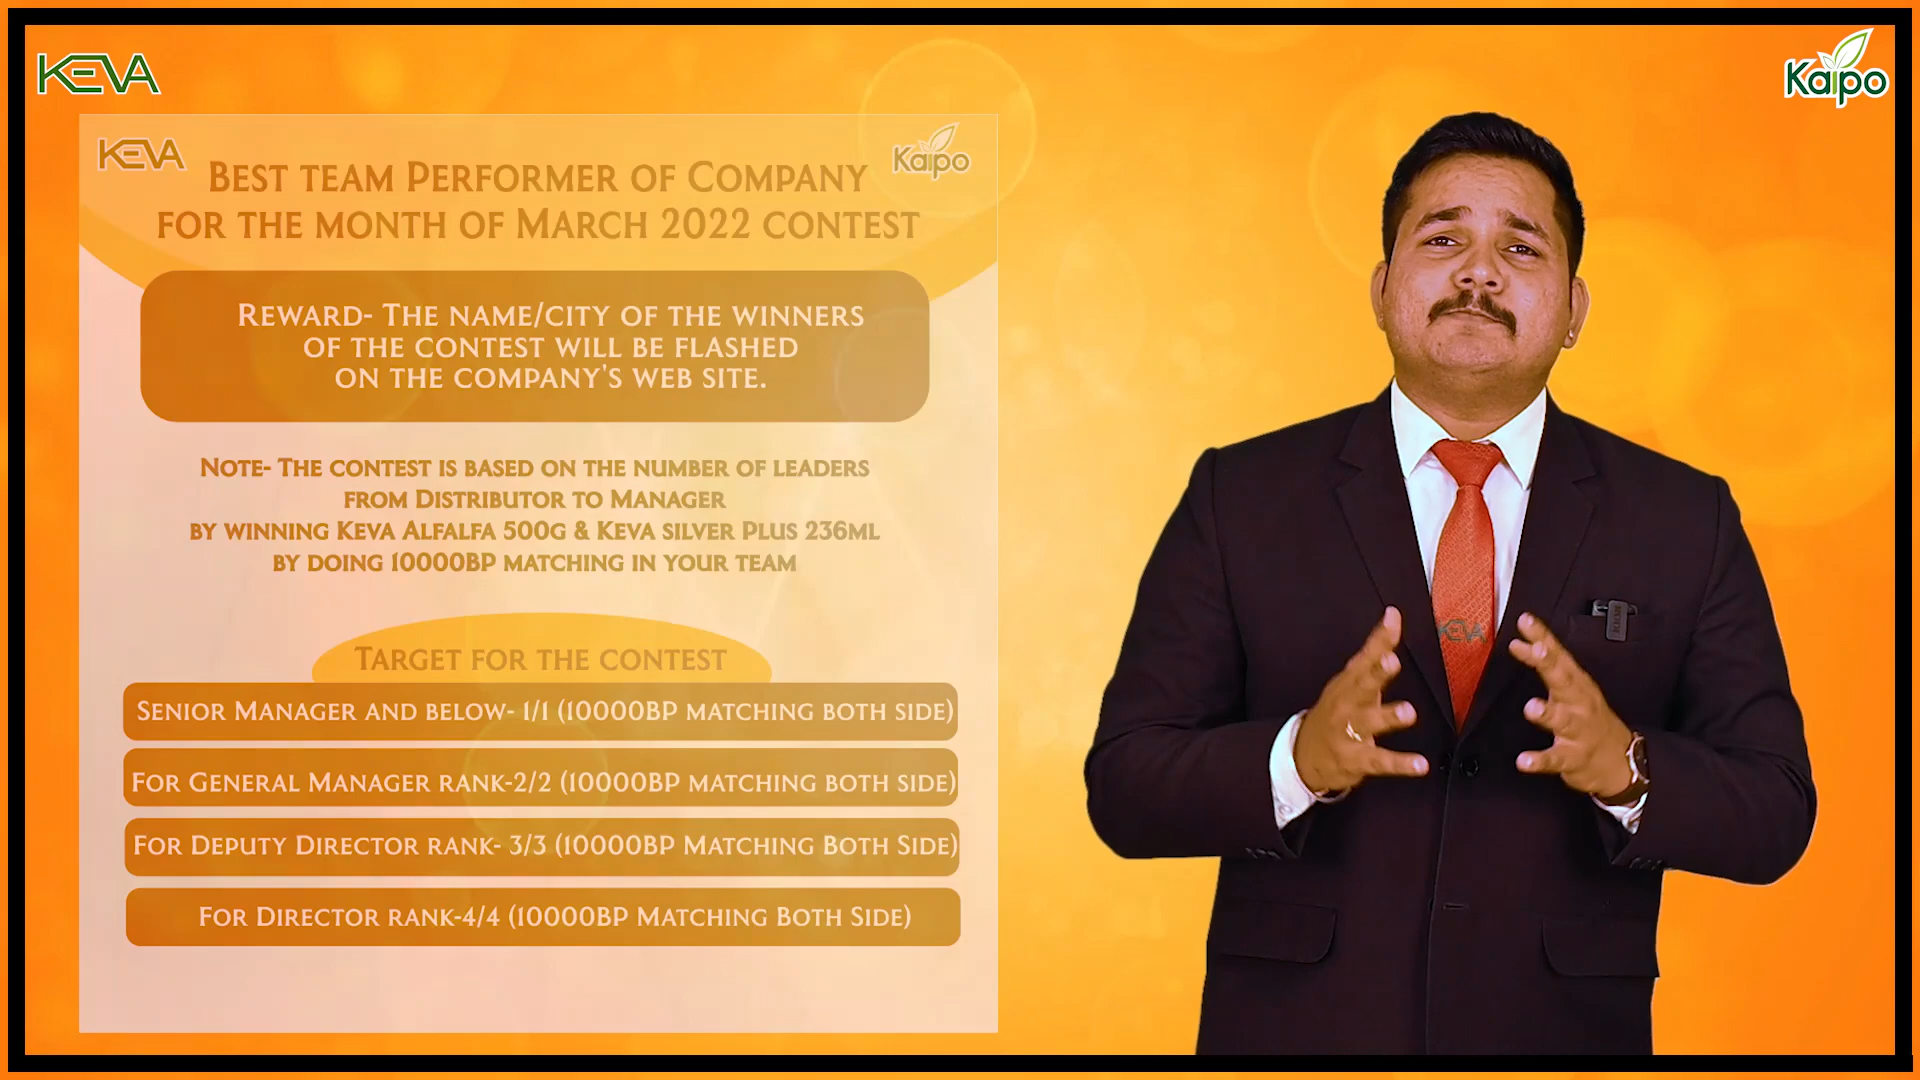 KEVA
Kaipo
KEVA
Kaipo
Best team Performer of Company
for the month of March 2022 contest
Reward- The name/city of the winners
of the contest will be flashed
on the company's web site.
Note- The contest is based on the number of leaders
from Distributor to Manager
by winning Keva Alfalfa 500g & Keva silver Plus 236ml
by doing 10000BP matching in your team
Target for the contest
Senior Manager and below- 1/1 (10000BP matching both side)
For General Manager rank-2/2 (10000BP matching both side)
For Deputy Director rank- 3/3 (10000BP Matching Both Side)
For Director rank-4/4 (10000BP Matching Both Side)
KEVA